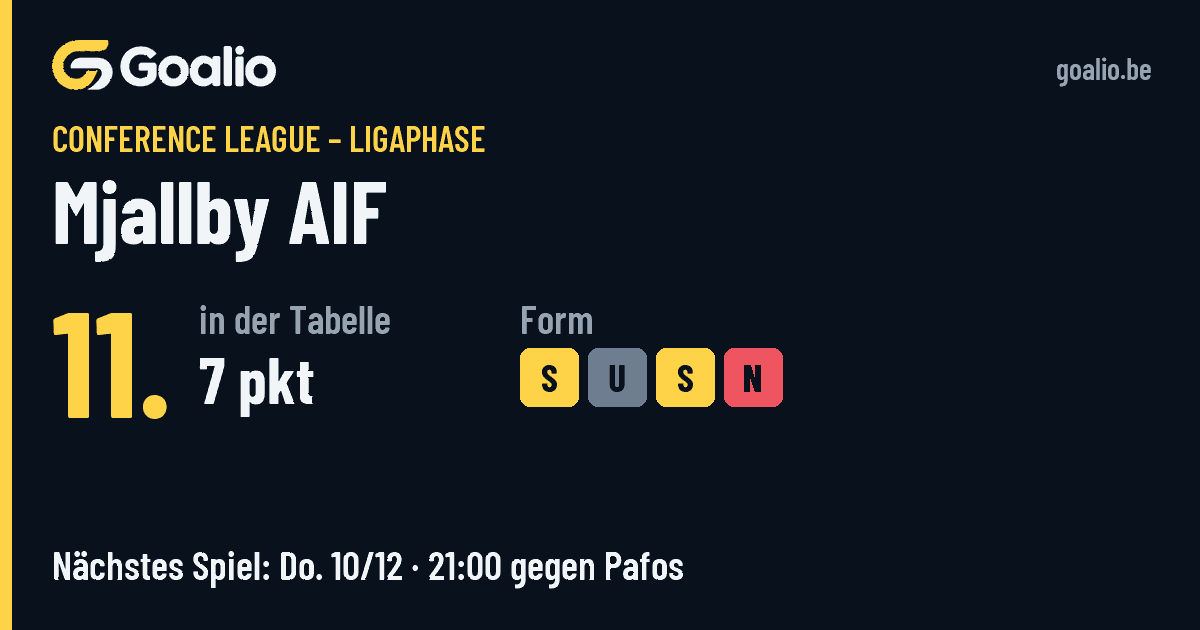 Goalio
goalio.be
CONFERENCE LEAGUE – LIGAPHASE
Mjallby AIF
11.
in der Tabelle
7 pkt
Form
S U S N
Nächstes Spiel: Do. 10/12 · 21:00 gegen Pafos